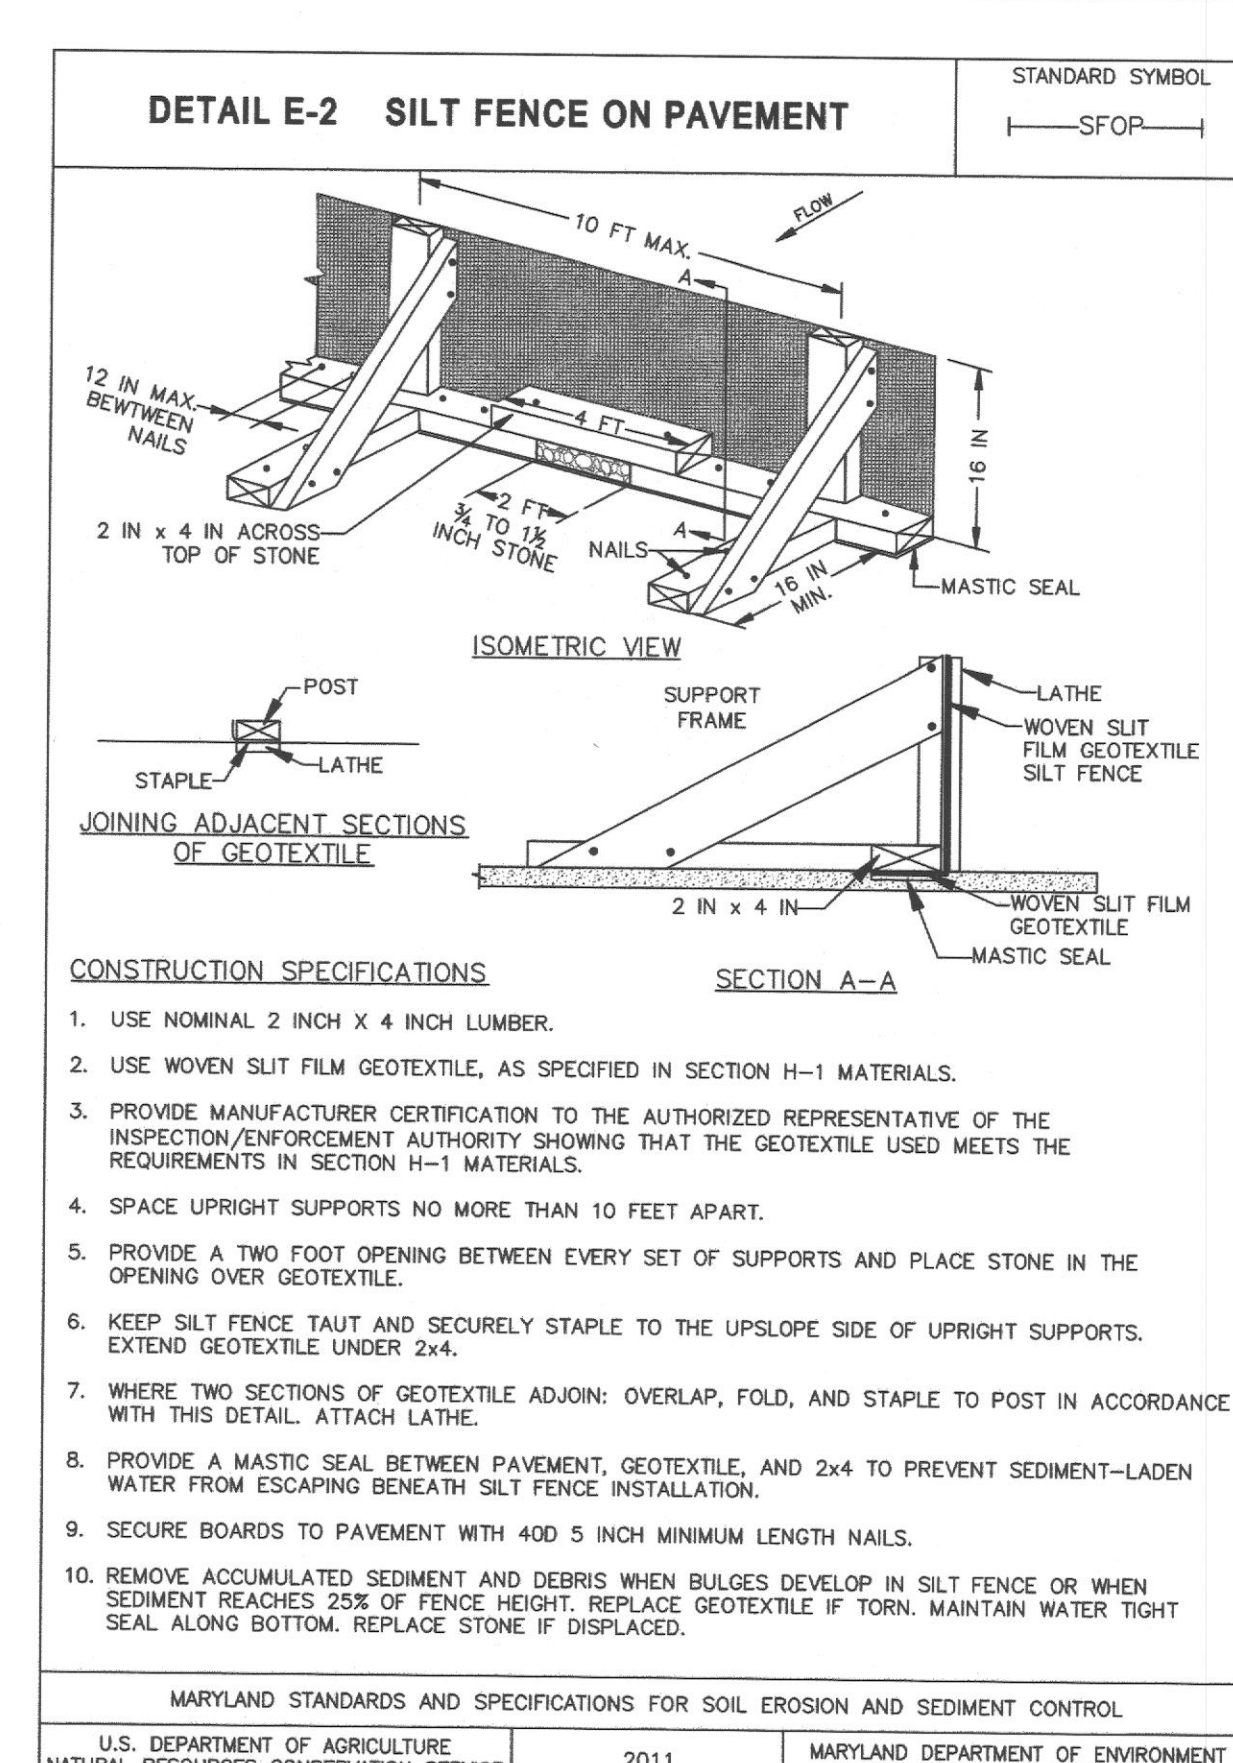 DETAIL E-2 SILT FENCE ON PAVEMENT
STANDARD SYMBOL
SFOP
10 FT MAX.
FLOW
A
12 IN MAX.
BEWTWEEN
NAILS
4 FT
16 IN
2 FT
¾ TO 1½
INCH STONE
2 IN x 4 IN ACROSS
TOP OF STONE
A
NAILS
16 IN
MIN.
MASTIC SEAL
ISOMETRIC VIEW
POST
STAPLE
LATHE
JOINING ADJACENT SECTIONS
OF GEOTEXTILE
SUPPORT
FRAME
LATHE
WOVEN SLIT
FILM GEOTEXTILE
SILT FENCE
2 IN x 4 IN
WOVEN SLIT FILM
GEOTEXTILE
MASTIC SEAL
SECTION A-A
CONSTRUCTION SPECIFICATIONS
1. USE NOMINAL 2 INCH X 4 INCH LUMBER.
2. USE WOVEN SLIT FILM GEOTEXTILE, AS SPECIFIED IN SECTION H-1 MATERIALS.
3. PROVIDE MANUFACTURER CERTIFICATION TO THE AUTHORIZED REPRESENTATIVE OF THE
INSPECTION/ENFORCEMENT AUTHORITY SHOWING THAT THE GEOTEXTILE USED MEETS THE
REQUIREMENTS IN SECTION H-1 MATERIALS.
4. SPACE UPRIGHT SUPPORTS NO MORE THAN 10 FEET APART.
5. PROVIDE A TWO FOOT OPENING BETWEEN EVERY SET OF SUPPORTS AND PLACE STONE IN THE
OPENING OVER GEOTEXTILE.
6. KEEP SILT FENCE TAUT AND SECURELY STAPLE TO THE UPSLOPE SIDE OF UPRIGHT SUPPORTS.
EXTEND GEOTEXTILE UNDER 2x4.
7. WHERE TWO SECTIONS OF GEOTEXTILE ADJOIN: OVERLAP, FOLD, AND STAPLE TO POST IN ACCORDANCE
WITH THIS DETAIL. ATTACH LATHE.
8. PROVIDE A MASTIC SEAL BETWEEN PAVEMENT, GEOTEXTILE, AND 2x4 TO PREVENT SEDIMENT-LADEN
WATER FROM ESCAPING BENEATH SILT FENCE INSTALLATION.
9. SECURE BOARDS TO PAVEMENT WITH 40D 5 INCH MINIMUM LENGTH NAILS.
10. REMOVE ACCUMULATED SEDIMENT AND DEBRIS WHEN BULGES DEVELOP IN SILT FENCE OR WHEN
SEDIMENT REACHES 25% OF FENCE HEIGHT. REPLACE GEOTEXTILE IF TORN. MAINTAIN WATER TIGHT
SEAL ALONG BOTTOM. REPLACE STONE IF DISPLACED.
MARYLAND STANDARDS AND SPECIFICATIONS FOR SOIL EROSION AND SEDIMENT CONTROL
U.S. DEPARTMENT OF AGRICULTURE
NATURAL RESOURCES CONSERVATION SERVICE
2011
MARYLAND DEPARTMENT OF ENVIRONMENT